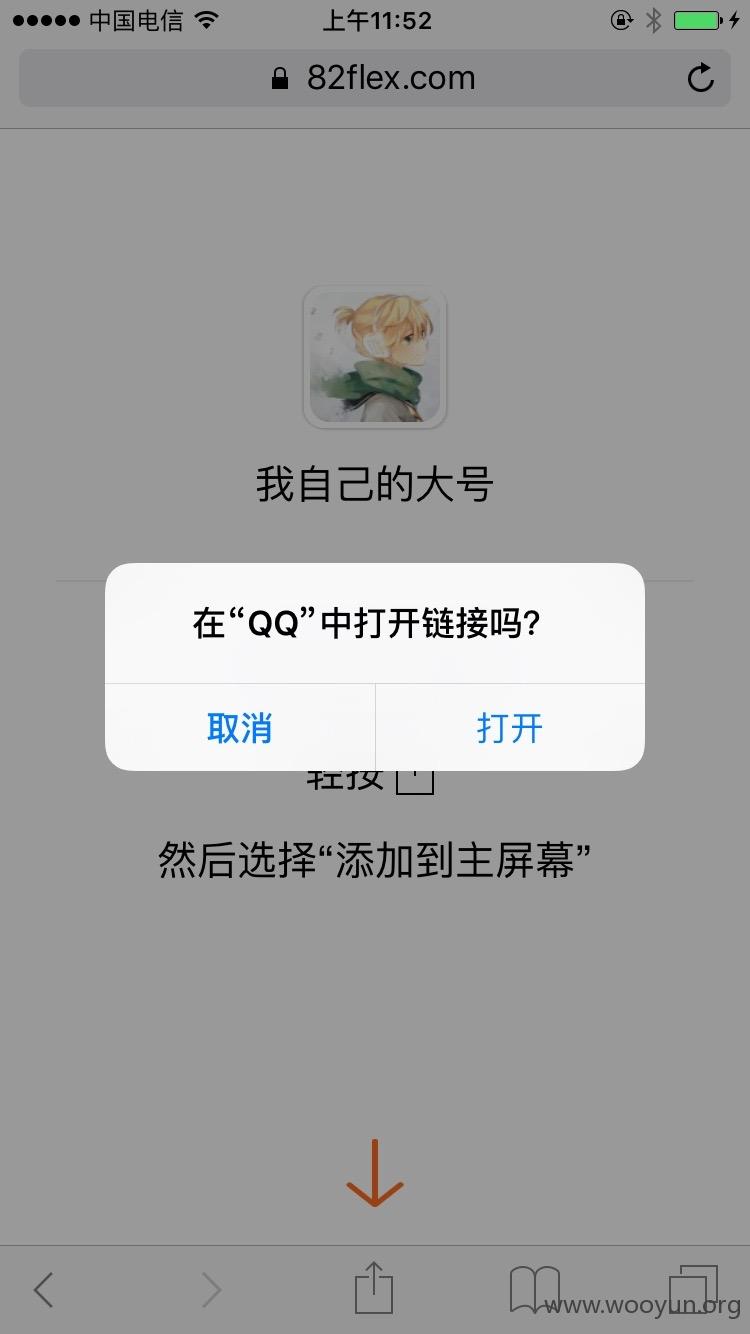 中国电信
上午11:52
82flex.com
我自己的大号
在“QQ”中打开链接吗?
取消
打开
轻按
然后选择“添加到主屏幕”
www.wooyun.org